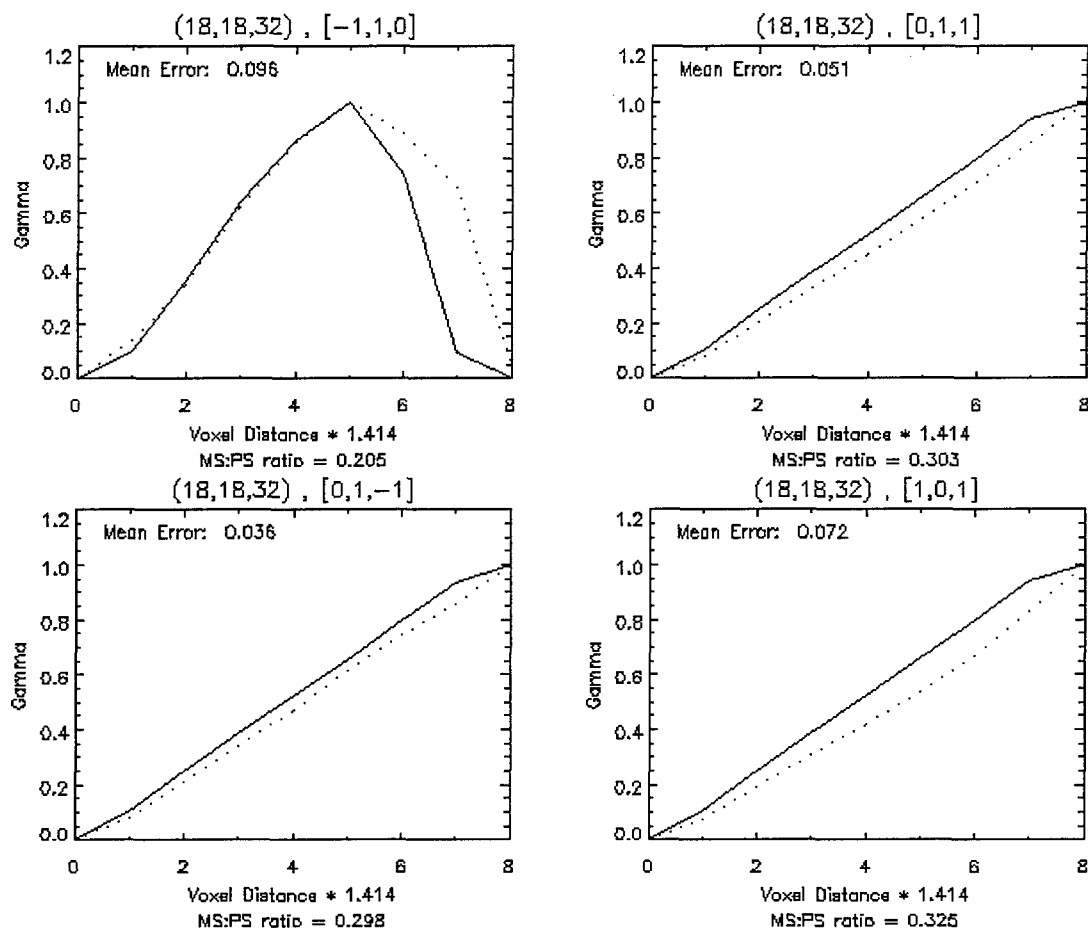 (18,18,32) , [−1,1,0]
Mean Error: 0.096
1.2
1.0
0.8
0.6
0.4
0.2
0.0
Gamma
0 2 4 6 8
Voxel Distance * 1.414
MS:PS ratio = 0.205
(18,18,32) , [0,1,1]
Mean Error: 0.051
1.2
1.0
0.8
0.6
0.4
0.2
0.0
Gamma
0 2 4 6 8
Voxel Distance * 1.414
MS:PS ratio = 0.303
(18,18,32) , [0,1,−1]
Mean Error: 0.036
1.2
1.0
0.8
0.6
0.4
0.2
0.0
Gamma
0 2 4 6 8
Voxel Distance * 1.414
MS:PS ratio = 0.298
(18,18,32) , [1,0,1]
Mean Error: 0.072
1.2
1.0
0.8
0.6
0.4
0.2
0.0
Gamma
0 2 4 6 8
Voxel Distance * 1.414
MS:PS ratio = 0.325